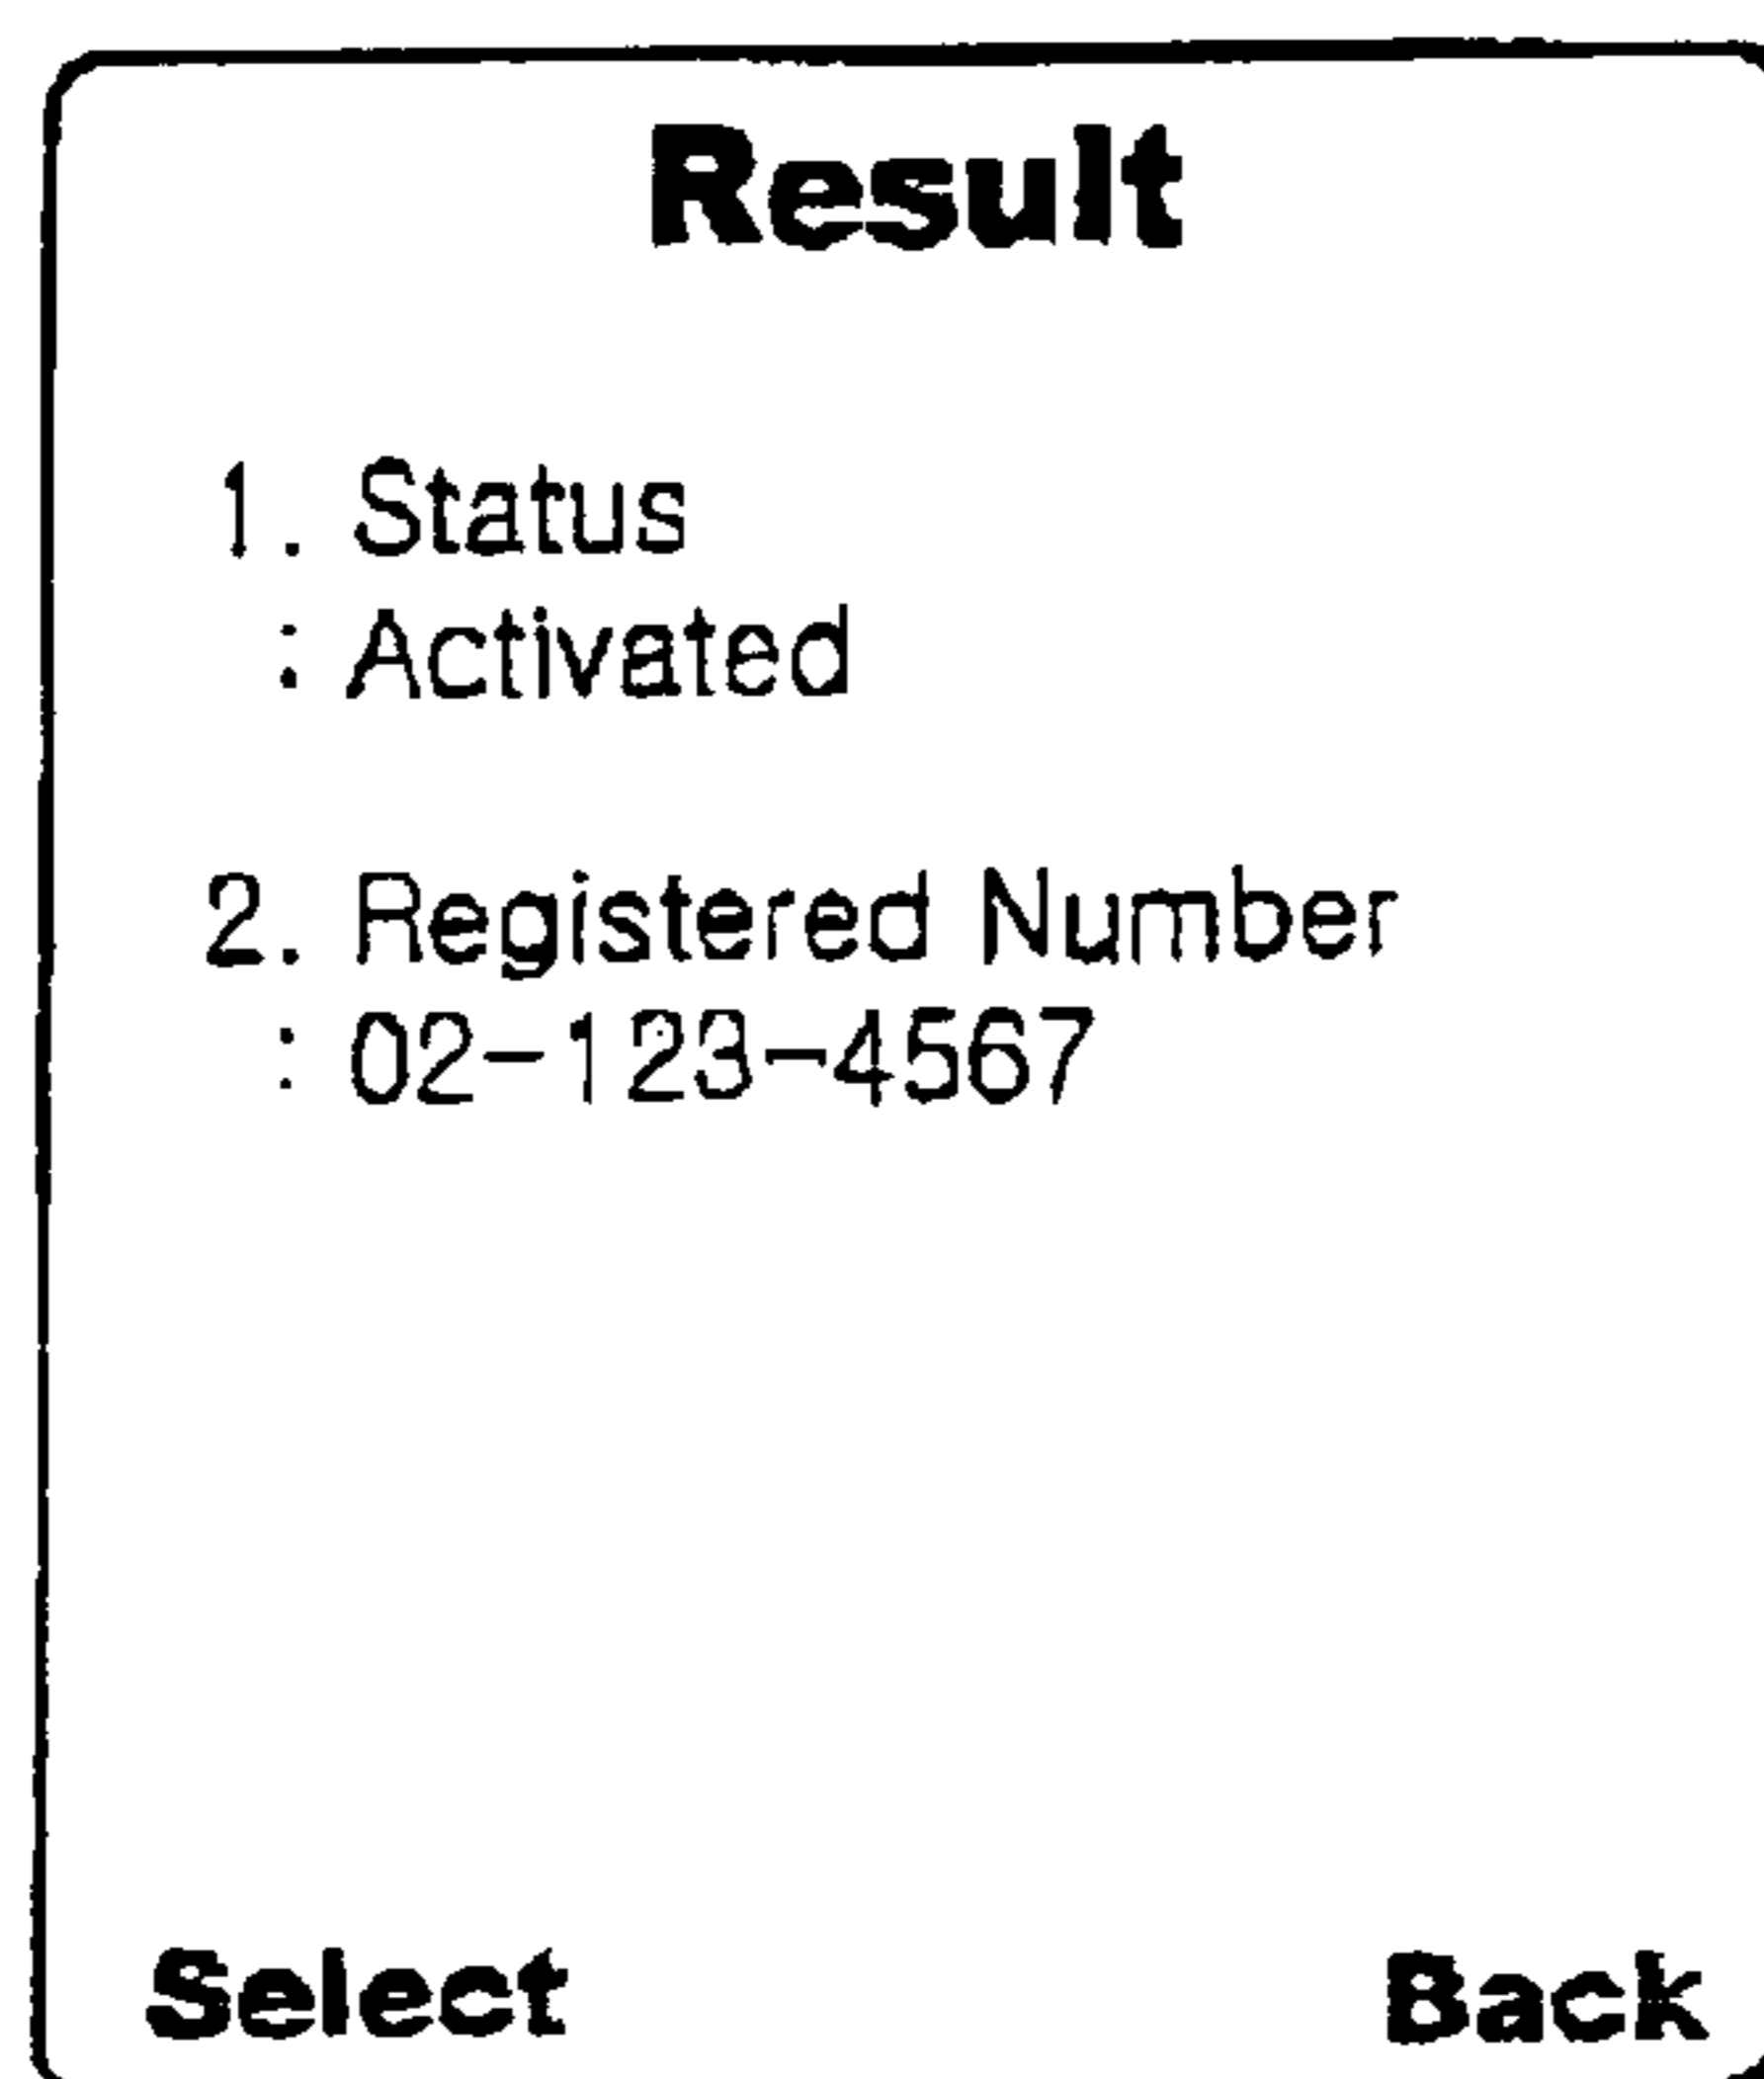 Result
1. Status
: Activated
2. Registered Number
: 02-123-4567
Select Back